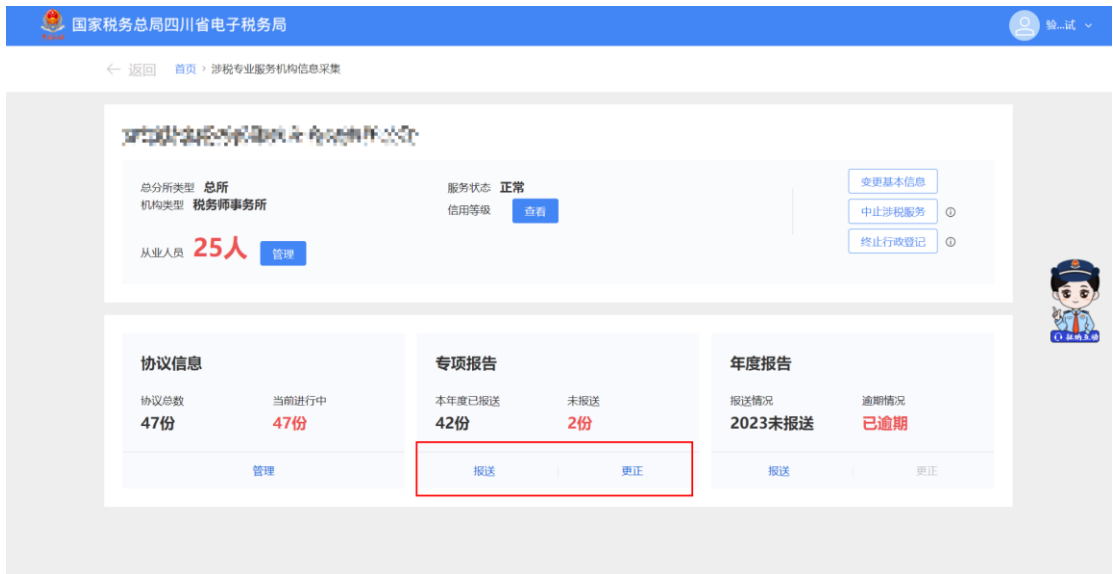 国家税务总局四川省电子税务局
验...试
返回 首页 › 涉税专业服务机构信息采集
总分所类型 总所
机构类型 税务师事务所
从业人员 25人 管理
服务状态 正常
信用等级 查看
变更基本信息
中止涉税服务
终止行政登记
征纳互动
协议信息
协议总数 当前进行中
47份 47份
管理
专项报告
本年度已报送 未报送
42份 2份
报送 更正
年度报告
报送情况 逾期情况
2023未报送 已逾期
报送 更正